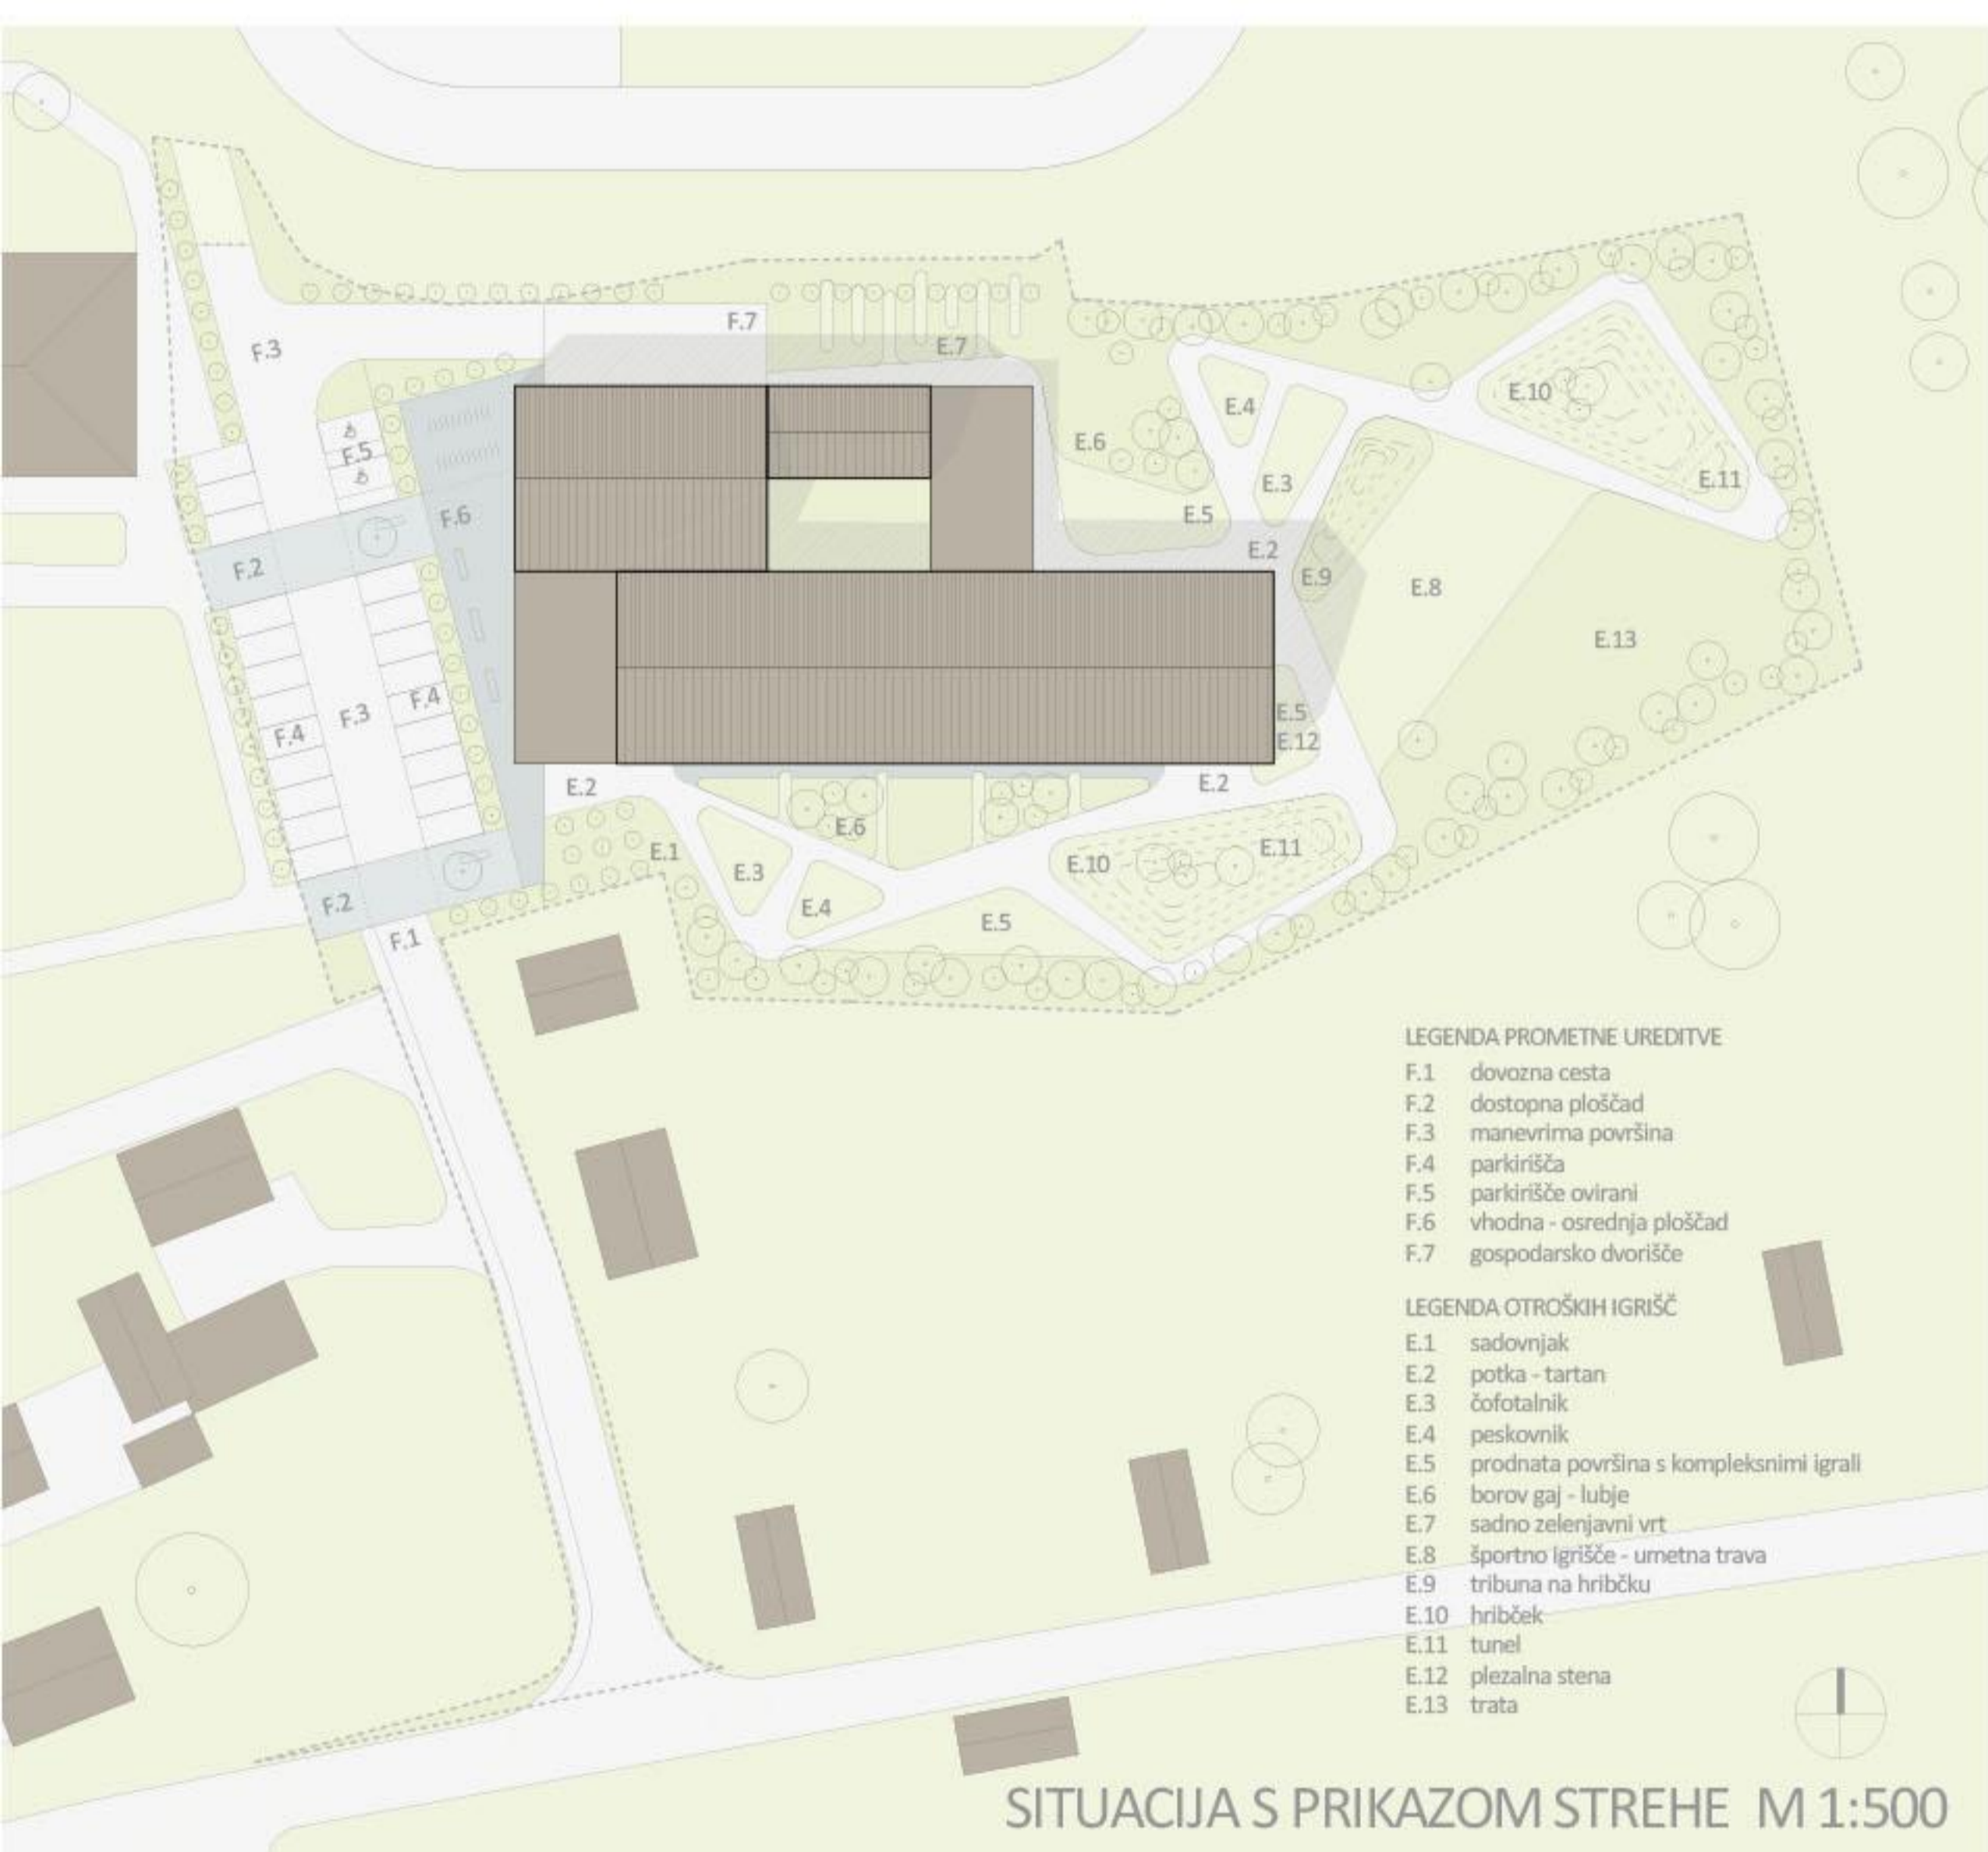 F.3
F.7
E.7
E.10
E.4
E.6
F.5
E.3
E.11
F.6
E.5
E.2
F.2
E.9
E.8
E.13
F.4
F.3
F.4
E.5
E.12
E.2
E.2
E.6
E.1
E.11
E.10
E.3
F.2
E.4
E.5
F.1
LEGENDA PROMETNE UREDITVE
F.1 dovozna cesta
F.2 dostopna ploščad
F.3 manevrirna površina
F.4 parkirišča
F.5 parkirišče ovirani
F.6 vhodna - osrednja ploščad
F.7 gospodarsko dvorišče
LEGENDA OTROŠKIH IGRIŠČ
E.1 sadovnjak
E.2 potka - tartan
E.3 čofotalnik
E.4 peskovnik
E.5 prodnata površina s kompleksnimi igrali
E.6 borov gaj - lubje
E.7 sadno zelenjavni vrt
E.8 športno igrišče - umetna trava
E.9 tribuna na hribčku
E.10 hribček
E.11 tunel
E.12 plezalna stena
E.13 trata
SITUACIJA S PRIKAZOM STREHE M 1:500